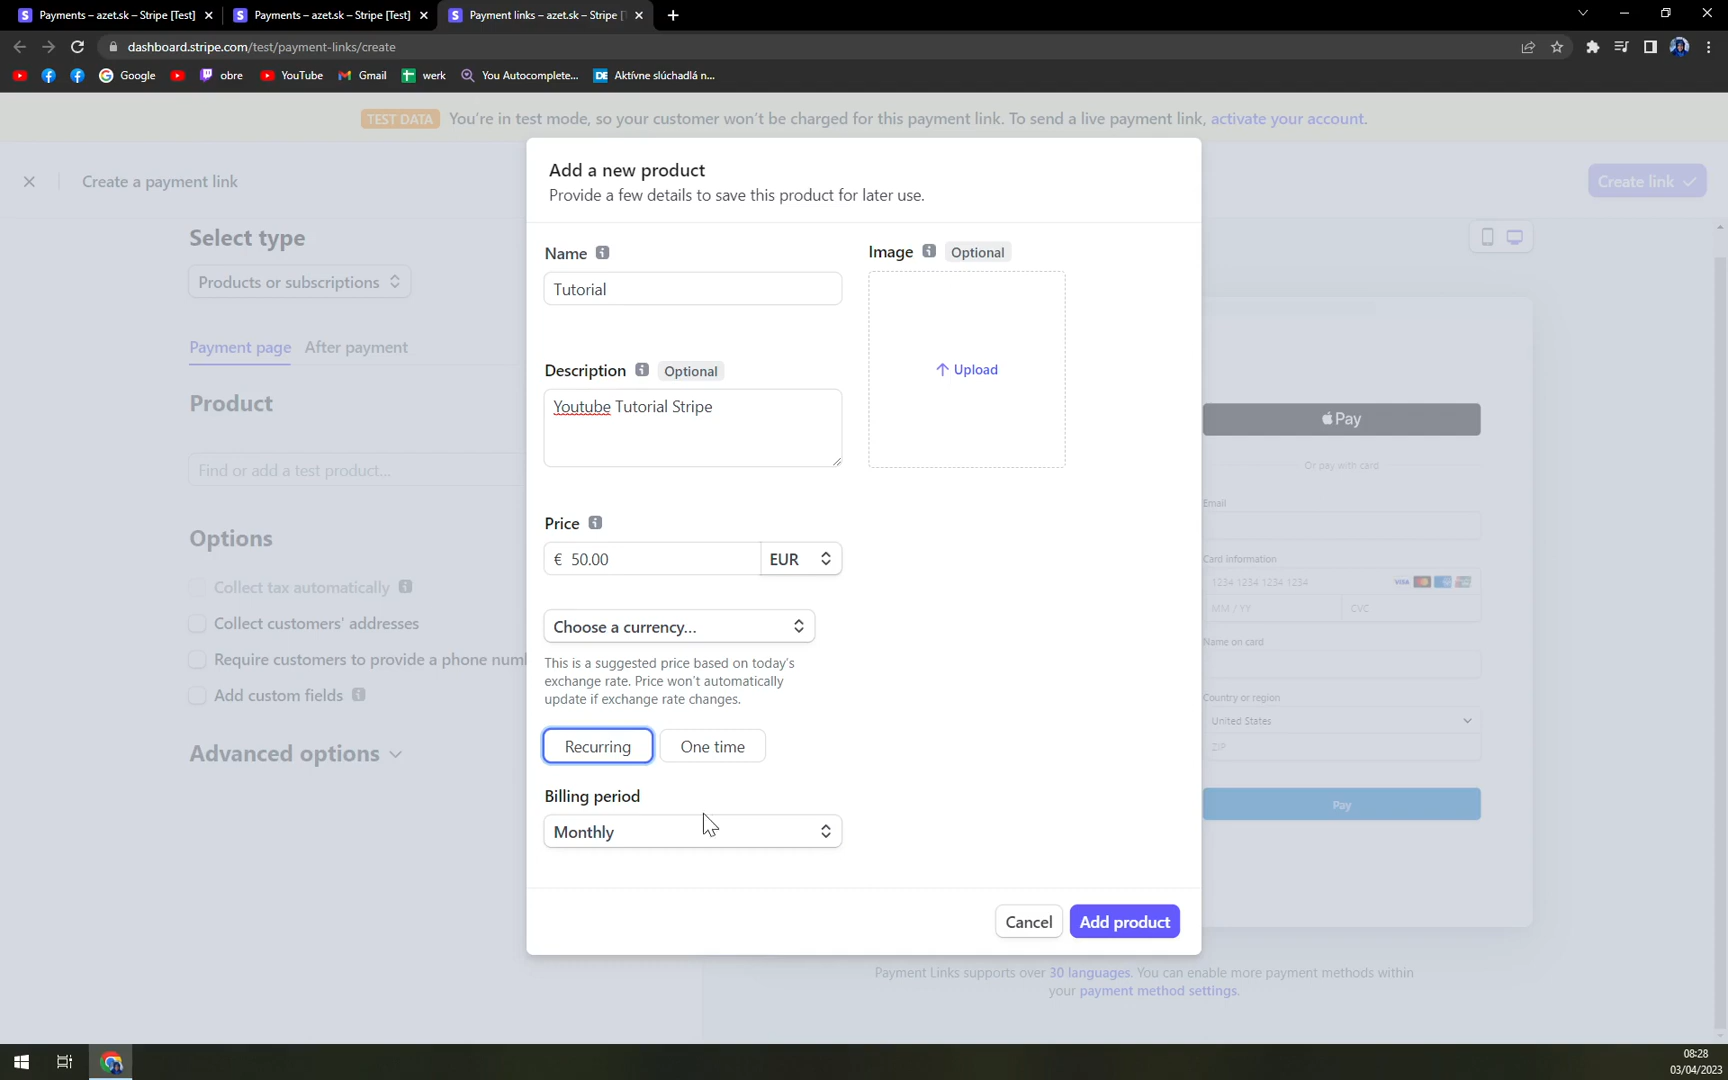 Payments – azet.sk – Stripe [Test]
Payments – azet.sk – Stripe [Test]
Payment links – azet.sk – Stripe [T
dashboard.stripe.com/test/payment-links/create
Google
obre
YouTube
Gmail
werk
You Autocomplete...
DE Aktívne slúchadlá n...
TEST DATA You're in test mode, so your customer won't be charged for this payment link. To send a live payment link, activate your account.
Create a payment link
Create link
Select type
Products or subscriptions
Payment page
After payment
Product
Find or add a test product...
Options
Collect tax automatically
Collect customers' addresses
Require customers to provide a phone num
Add custom fields
Advanced options
Add a new product
Provide a few details to save this product for later use.
Name
Tutorial
Image Optional
Upload
Description Optional
Youtube Tutorial Stripe
Price
€ 50.00
EUR
Choose a currency...
This is a suggested price based on today's
exchange rate. Price won't automatically
update if exchange rate changes.
Recurring
One time
Billing period
Monthly
Cancel
Add product
Pay
Or pay with card
Email
Card information
1234 1234 1234 1234
VISA
MM / YY
CVC
Name on card
Country or region
United States
ZIP
Pay
Payment Links supports over 30 languages. You can enable more payment methods within
your payment method settings.
08:28
03/04/2023